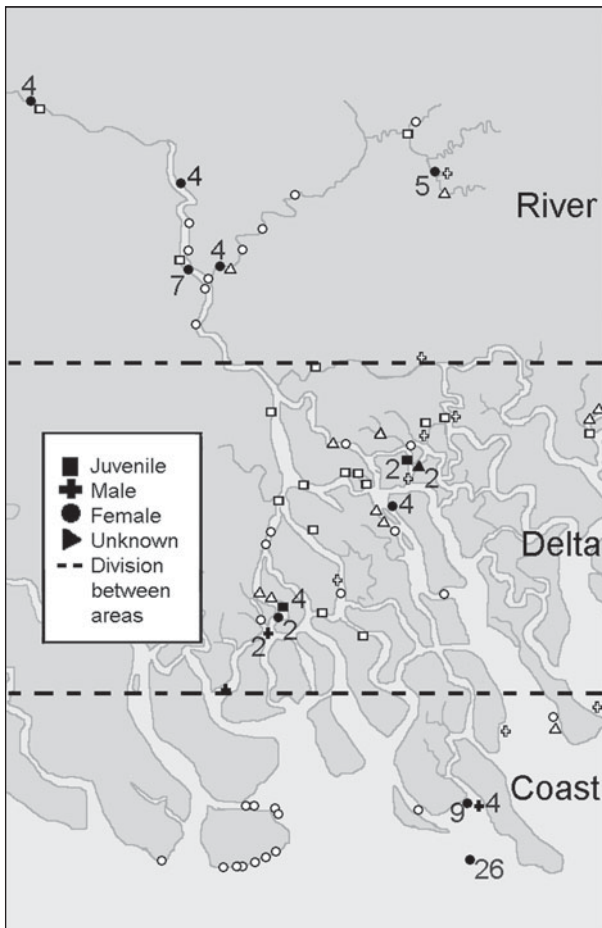 4
4
5
River
4
7
Juvenile
Male
Female
Unknown
Division
between
areas
2
2
4
Delta
4
2
2
Coast
9
4
26